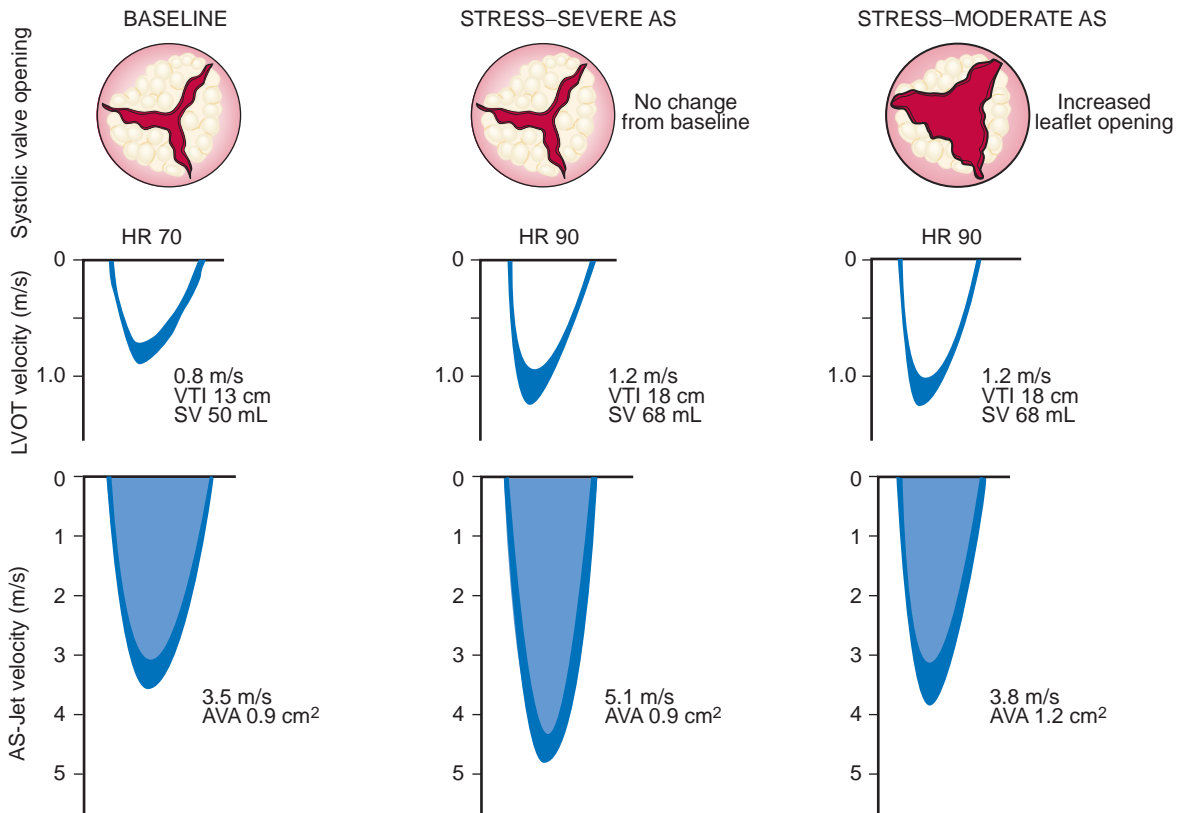 BASELINE
STRESS–SEVERE AS
STRESS–MODERATE AS
Systolic valve opening
No change
from baseline
Increased
leaflet opening
HR 70
HR 90
HR 90
LVOT velocity (m/s)
0
1.0
0.8 m/s
VTI 13 cm
SV 50 mL
0
1.0
1.2 m/s
VTI 18 cm
SV 68 mL
0
1.0
1.2 m/s
VTI 18 cm
SV 68 mL
AS-Jet velocity (m/s)
0
1
2
3
4
5
3.5 m/s
AVA 0.9 cm²
0
1
2
3
4
5
5.1 m/s
AVA 0.9 cm²
0
1
2
3
4
5
3.8 m/s
AVA 1.2 cm²